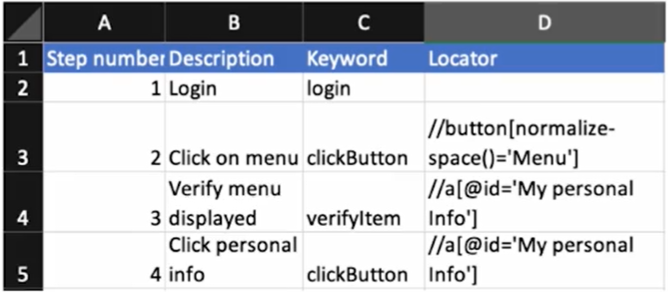 A B C D
1 Step number Description Keyword Locator
2 1 Login login
//button[normalize-
3 2 Click on menu clickButton space()='Menu']
Verify menu //a[@id='My personal
4 3 displayed verifyItem Info']
Click personal //a[@id='My personal
5 4 info clickButton Info']